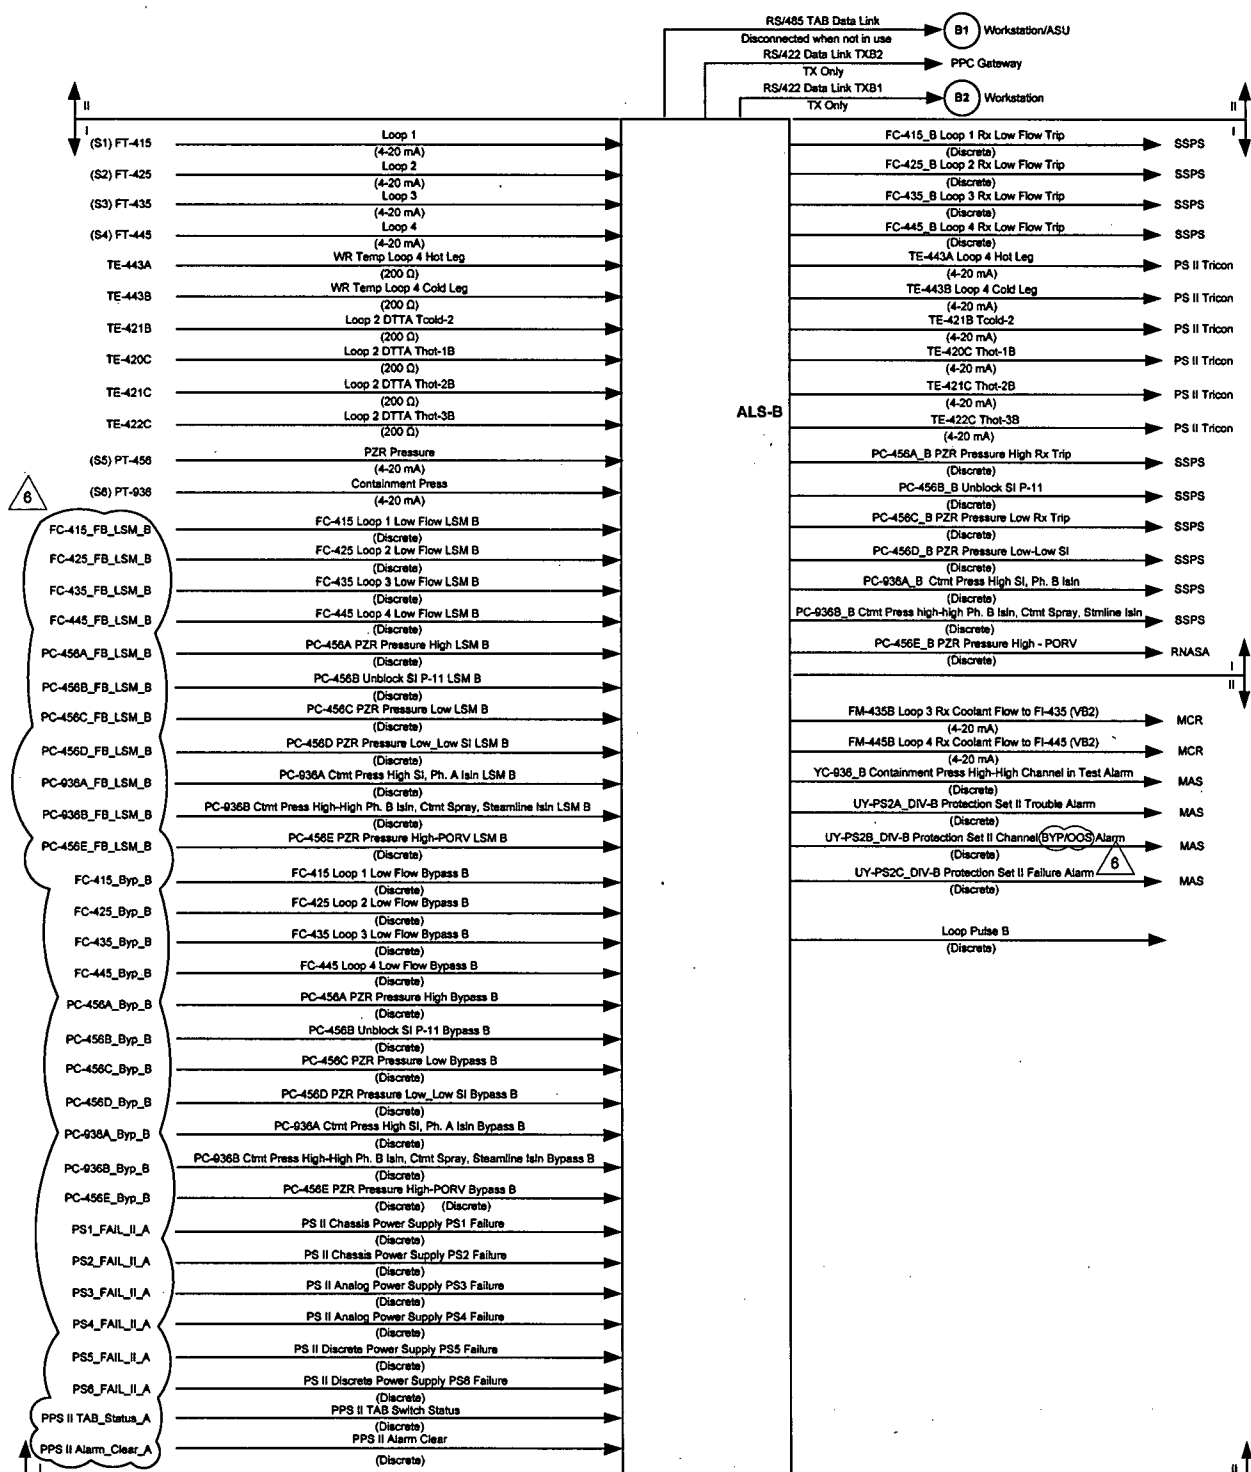 RS/485 TAB Data Link
Disconnected when not in use
B1 Workstation/ASU
RS/422 Data Link TXB2
TX Only
PPC Gateway
RS/422 Data Link TXB1
TX Only
B2 Workstation
II
I
II
I
ALS-B
(S1) FT-415 Loop 1
(4-20 mA)
(S2) FT-425 Loop 2
(4-20 mA)
(S3) FT-435 Loop 3
(4-20 mA)
(S4) FT-445 Loop 4
(4-20 mA)
TE-443A WR Temp Loop 4 Hot Leg
(200 Ω)
TE-443B WR Temp Loop 4 Cold Leg
(200 Ω)
TE-421B Loop 2 DTTA Tcold-2
(200 Ω)
TE-420C Loop 2 DTTA Thot-1B
(200 Ω)
TE-421C Loop 2 DTTA Thot-2B
(200 Ω)
TE-422C Loop 2 DTTA Thot-3B
(200 Ω)
(S5) PT-456 PZR Pressure
(4-20 mA)
(S6) PT-936 Containment Press
(4-20 mA)
6
FC-415_FB_LSM_B FC-415 Loop 1 Low Flow LSM B
(Discrete)
FC-425_FB_LSM_B FC-425 Loop 2 Low Flow LSM B
(Discrete)
FC-435_FB_LSM_B FC-435 Loop 3 Low Flow LSM B
(Discrete)
FC-445_FB_LSM_B FC-445 Loop 4 Low Flow LSM B
(Discrete)
PC-456A_FB_LSM_B PC-456A PZR Pressure High LSM B
(Discrete)
PC-456B_FB_LSM_B PC-456B Unblock SI P-11 LSM B
(Discrete)
PC-456C_FB_LSM_B PC-456C PZR Pressure Low LSM B
(Discrete)
PC-456D_FB_LSM_B PC-456D PZR Pressure Low_Low SI LSM B
(Discrete)
PC-936A_FB_LSM_B PC-936A Ctmt Press High SI, Ph. A Isln LSM B
(Discrete)
PC-936B_FB_LSM_B PC-936B Ctmt Press High-High Ph. B Isln, Ctmt Spray, Steamline Isln LSM B
(Discrete)
PC-456E_FB_LSM_B PC-456E PZR Pressure High-PORV LSM B
(Discrete)
FC-415_Byp_B FC-415 Loop 1 Low Flow Bypass B
(Discrete)
FC-425_Byp_B FC-425 Loop 2 Low Flow Bypass B
(Discrete)
FC-435_Byp_B FC-435 Loop 3 Low Flow Bypass B
(Discrete)
FC-445_Byp_B FC-445 Loop 4 Low Flow Bypass B
(Discrete)
PC-456A_Byp_B PC-456A PZR Pressure High Bypass B
(Discrete)
PC-456B_Byp_B PC-456B Unblock SI P-11 Bypass B
(Discrete)
PC-456C_Byp_B PC-456C PZR Pressure Low Bypass B
(Discrete)
PC-456D_Byp_B PC-456D PZR Pressure Low_Low SI Bypass B
(Discrete)
PC-936A_Byp_B PC-936A Ctmt Press High SI, Ph. A Isln Bypass B
(Discrete)
PC-936B_Byp_B PC-936B Ctmt Press High-High Ph. B Isln, Ctmt Spray, Steamline Isln Bypass B
(Discrete)
PC-456E_Byp_B PC-456E PZR Pressure High-PORV Bypass B
(Discrete) (Discrete)
PS1_FAIL_II_A PS II Chassis Power Supply PS1 Failure
(Discrete)
PS2_FAIL_II_A PS II Chassis Power Supply PS2 Failure
(Discrete)
PS3_FAIL_II_A PS II Analog Power Supply PS3 Failure
(Discrete)
PS4_FAIL_II_A PS II Analog Power Supply PS4 Failure
(Discrete)
PS5_FAIL_II_A PS II Discrete Power Supply PS5 Failure
(Discrete)
PS6_FAIL_II_A PS II Discrete Power Supply PS6 Failure
(Discrete)
PPS II TAB_Status_A PPS II TAB Switch Status
(Discrete)
PPS II Alarm_Clear_A PPS II Alarm Clear
(Discrete)
I
FC-415_B Loop 1 Rx Low Flow Trip SSPS
(Discrete)
FC-425_B Loop 2 Rx Low Flow Trip SSPS
(Discrete)
FC-435_B Loop 3 Rx Low Flow Trip SSPS
(Discrete)
FC-445_B Loop 4 Rx Low Flow Trip SSPS
(Discrete)
TE-443A Loop 4 Hot Leg PS II Tricon
(4-20 mA)
TE-443B Loop 4 Cold Leg PS II Tricon
(4-20 mA)
TE-421B Tcold-2 PS II Tricon
(4-20 mA)
TE-420C Thot-1B PS II Tricon
(4-20 mA)
TE-421C Thot-2B PS II Tricon
(4-20 mA)
TE-422C Thot-3B PS II Tricon
(4-20 mA)
PC-456A_B PZR Pressure High Rx Trip SSPS
(Discrete)
PC-456B_B Unblock SI P-11 SSPS
(Discrete)
PC-456C_B PZR Pressure Low Rx Trip SSPS
(Discrete)
PC-456D_B PZR Pressure Low-Low SI SSPS
(Discrete)
PC-936A_B Ctmt Press High SI, Ph. B Isln SSPS
(Discrete)
PC-936B_B Ctmt Press high-high Ph. B Isln, Ctmt Spray, Stmline Isln SSPS
(Discrete)
PC-456E_B PZR Pressure High - PORV RNASA
(Discrete)
I
II
FM-435B Loop 3 Rx Coolant Flow to FI-435 (VB2) MCR
(4-20 mA)
FM-445B Loop 4 Rx Coolant Flow to FI-445 (VB2) MCR
(4-20 mA)
YC-936_B Containment Press High-High Channel in Test Alarm MAS
(Discrete)
UY-PS2A_DIV-B Protection Set II Trouble Alarm MAS
(Discrete)
UY-PS2B_DIV-B Protection Set II Channel BYP/OOS Alarm MAS
(Discrete)
6
UY-PS2C_DIV-B Protection Set II Failure Alarm MAS
(Discrete)
Loop Pulse B
(Discrete)
II